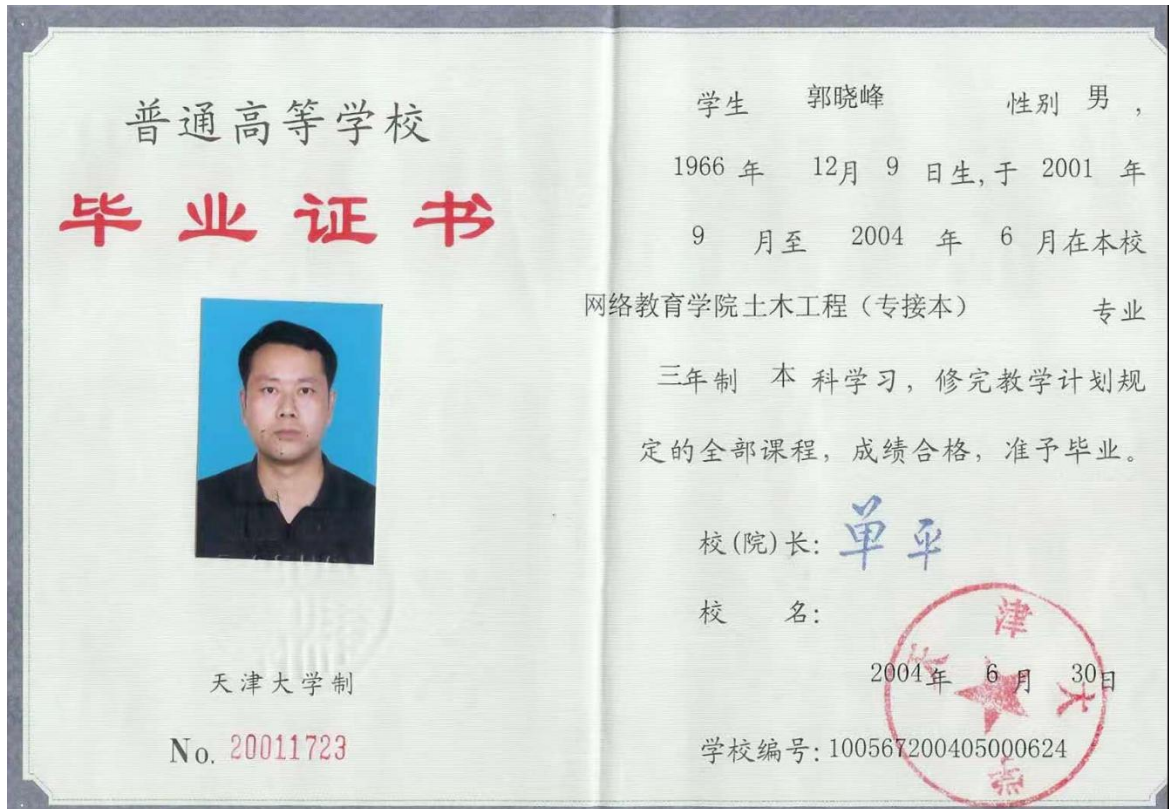 普通高等学校
毕业证书
天津大学制
No. 20011723
学生 郭晓峰 性别 男，
1966 年 12月 9 日生，于 2001 年
9 月至 2004 年 6 月在本校
网络教育学院土木工程（专接本） 专业
三年制 本 科学习，修完教学计划规
定的全部课程，成绩合格，准予毕业。
校(院)长: 单平
校 名:
天津大学
2004年 6月 30日
学校编号: 100567200405000624